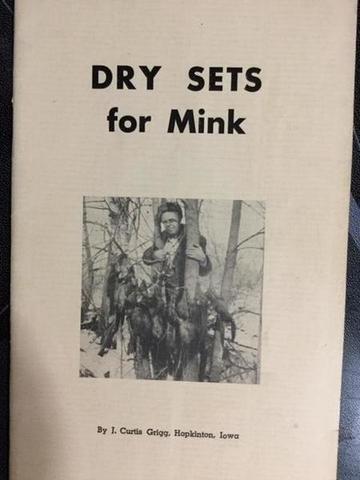 DRY SETS
for Mink
By J. Curtis Grigg, Hopkinton, Iowa